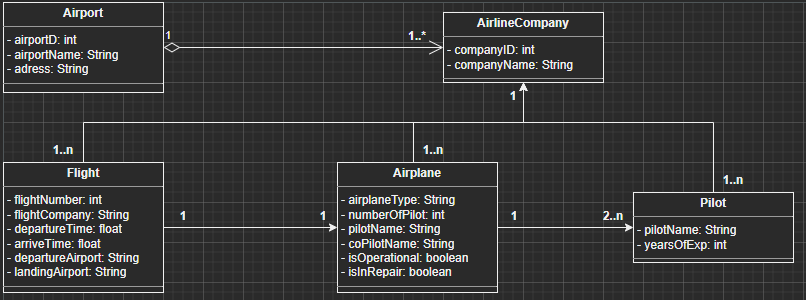 Airport
- airportD: int
- airportName: String
- adress: String
1
1..*
AirlineCompany
- companyID: int
- companyName: String
1
1..n
1..n
1..n
Flight
- flightNumber: int
- flightCompany: String
- departureTime: float
- arriveTime: float
- departureAirport: String
- landingAirport: String
1
1
Airplane
- airplaneType: String
- numberOfPilot: int
- pilotName: String
- coPilotName: String
- isOperational: boolean
- isInRepair: boolean
1
2..n
Pilot
- pilotName: String
- yearsOfExp: int